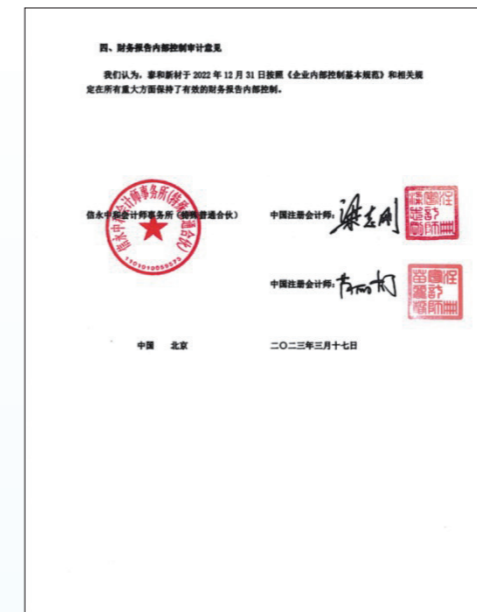 四、财务报告内部控制审计意见
我们认为，泰和新材于 2022 年 12 月 31 日按照《企业内部控制基本规范》和相关规
定在所有重大方面保持了有效的财务报告内部控制。
信永中和会计师事务所（特殊普通合伙）
中国注册会计师：
中国注册会计师：
中国 北京
二〇二三年三月十七日